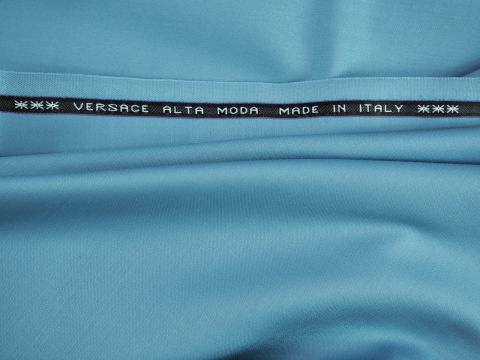 *** VERSACE ALTA MODA MADE IN ITALY ***